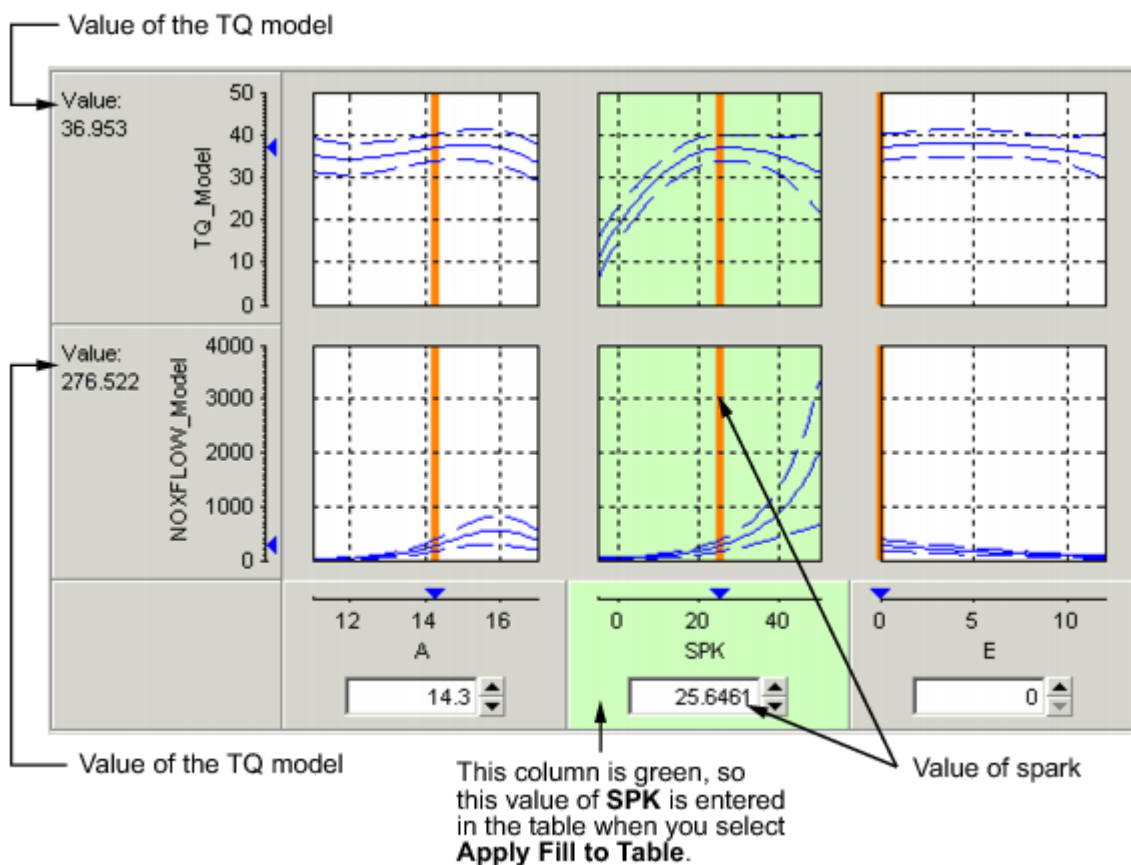 Value of the TQ model
Value:
36.953
TQ_Model
50
40
30
20
10
0
Value:
276.522
NOXFLOW_Model
4000
3000
2000
1000
0
12 14 16
A
14.3
0 20 40
SPK
25.6461
0 5 10
E
0
Value of the TQ model
This column is green, so
this value of SPK is entered
in the table when you select
Apply Fill to Table.
Value of spark